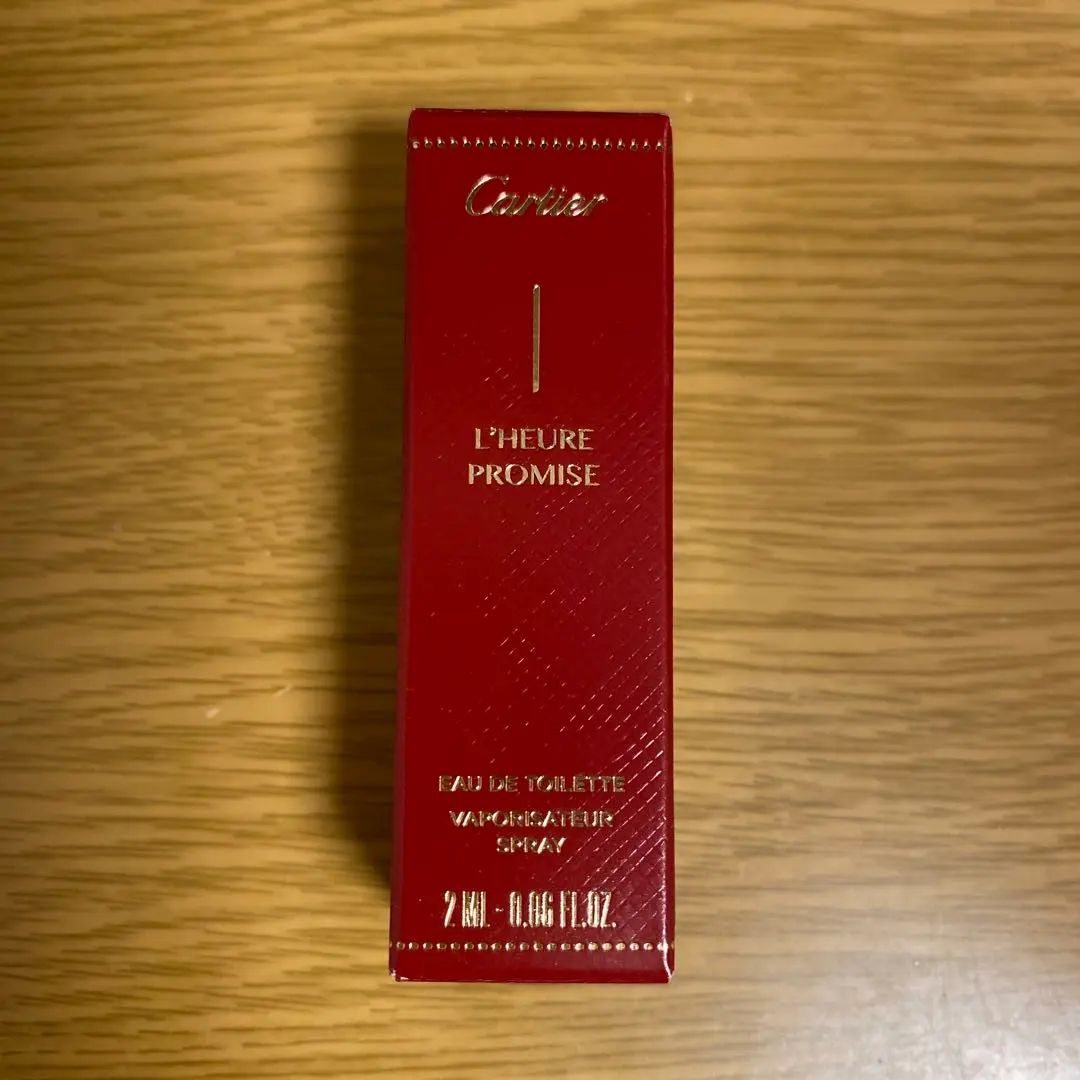 Cartier
I
L'HEURE
PROMISE
EAU DE TOILETTE
VAPORISATEUR
SPRAY
2 ML - 0.06 FL.OZ.